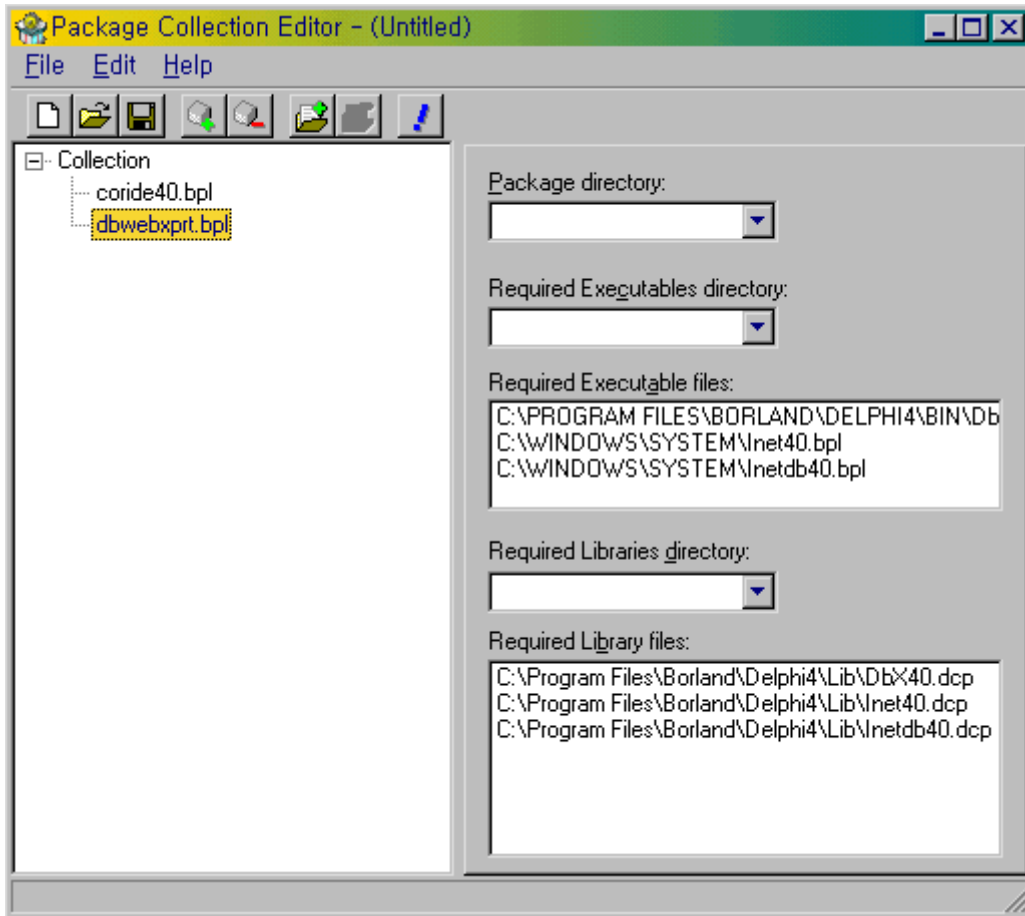 Package Collection Editor - (Untitled)
File Edit Help
Collection
coride40.bpl
dbwebxprt.bpl
Package directory:
Required Executables directory:
Required Executable files:
C:\PROGRAM FILES\BORLAND\DELPHI4\BIN\Db
C:\WINDOWS\SYSTEM\Inet40.bpl
C:\WINDOWS\SYSTEM\Inetdb40.bpl
Required Libraries directory:
Required Library files:
C:\Program Files\Borland\Delphi4\Lib\DbX40.dcp
C:\Program Files\Borland\Delphi4\Lib\Inet40.dcp
C:\Program Files\Borland\Delphi4\Lib\Inetdb40.dcp